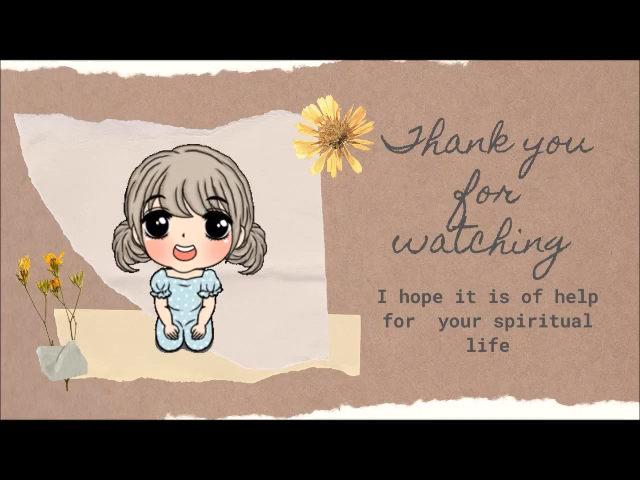 Thank you
for
watching
I hope it is of help
for  your spiritual
life